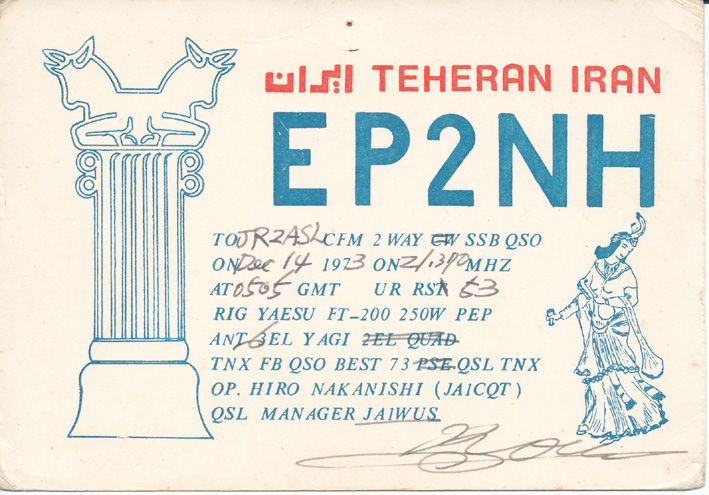 ایران TEHERAN IRAN
EP2NH
TO JR2ASL CFM 2 WAY CW SSB QSO
ON Dec 14 1973 ON 21.370 MHZ
AT 0505 GMT UR RST 53
RIG YAESU FT-200 250W PEP
ANT 6EL YAGI 2EL QUAD
TNX FB QSO BEST 73 PSE QSL TNX
OP. HIRO NAKANISHI (JA1CQT)
QSL MANAGER JA1WUS